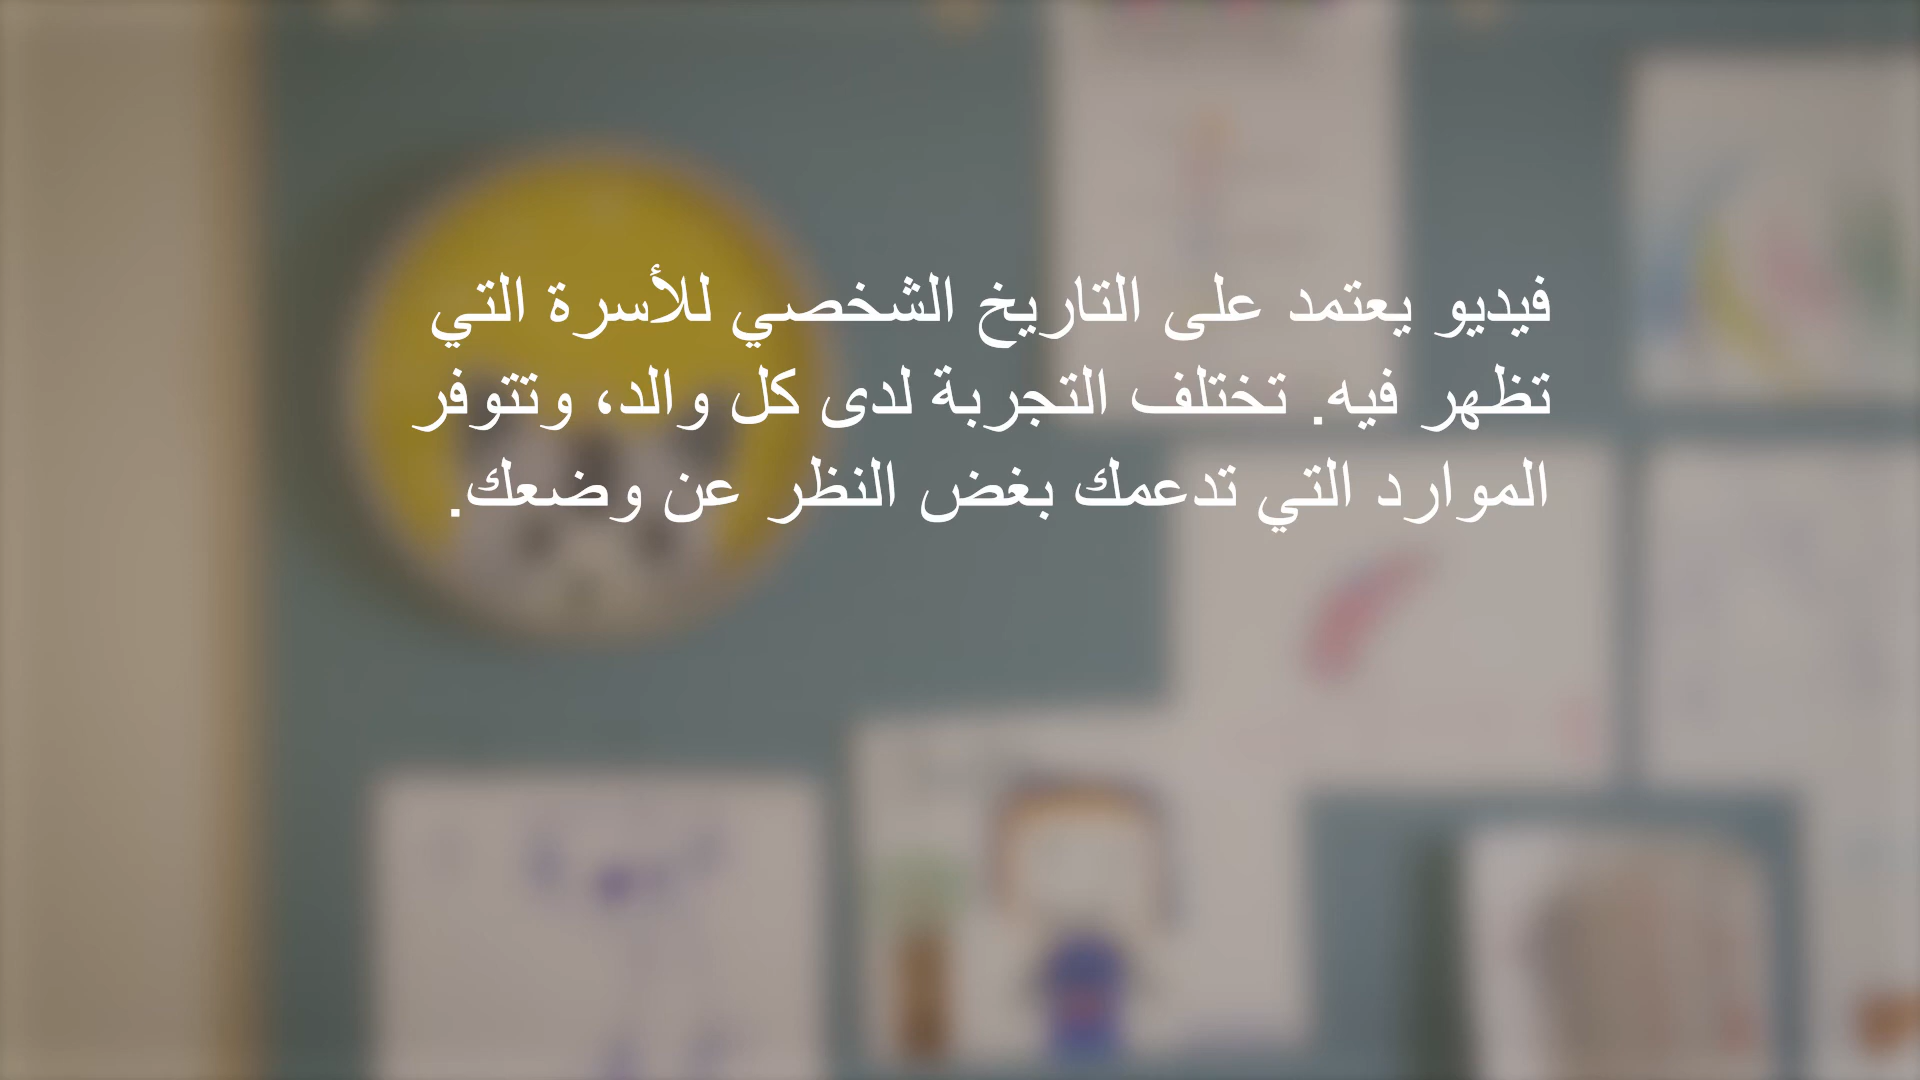 فيديو يعتمد على التاريخ الشخصي للأسرة التي
تظهر فيه. تختلف التجربة لدى كل والد، وتتوفر
الموارد التي تدعمك بغض النظر عن وضعك.